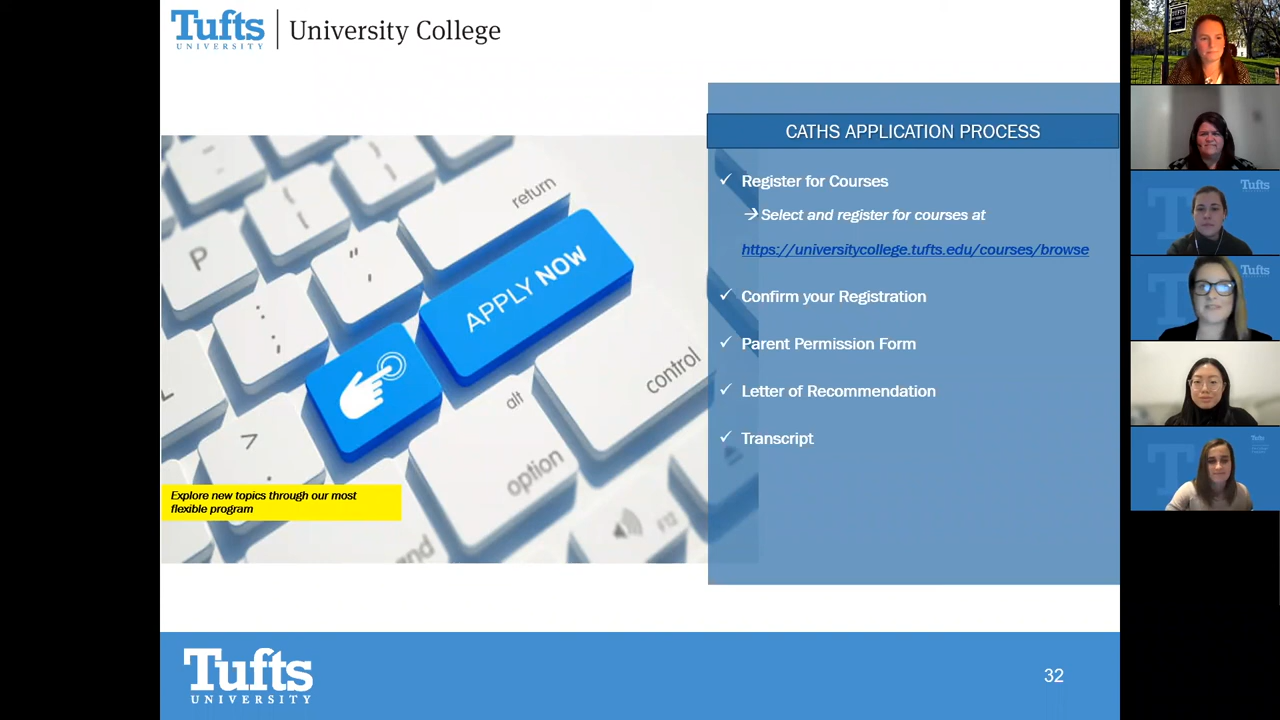 Tufts
UNIVERSITY
University College
CATHS APPLICATION PROCESS
✓ Register for Courses
→ Select and register for courses at
https://universitycollege.tufts.edu/courses/browse
✓ Confirm your Registration
✓ Parent Permission Form
✓ Letter of Recommendation
✓ Transcript
return
P
"
,
APPLY NOW
control
alt
option
F12
Explore new topics through our most
flexible program
Tufts
UNIVERSITY
32
Tufts
Tufts
Tufts